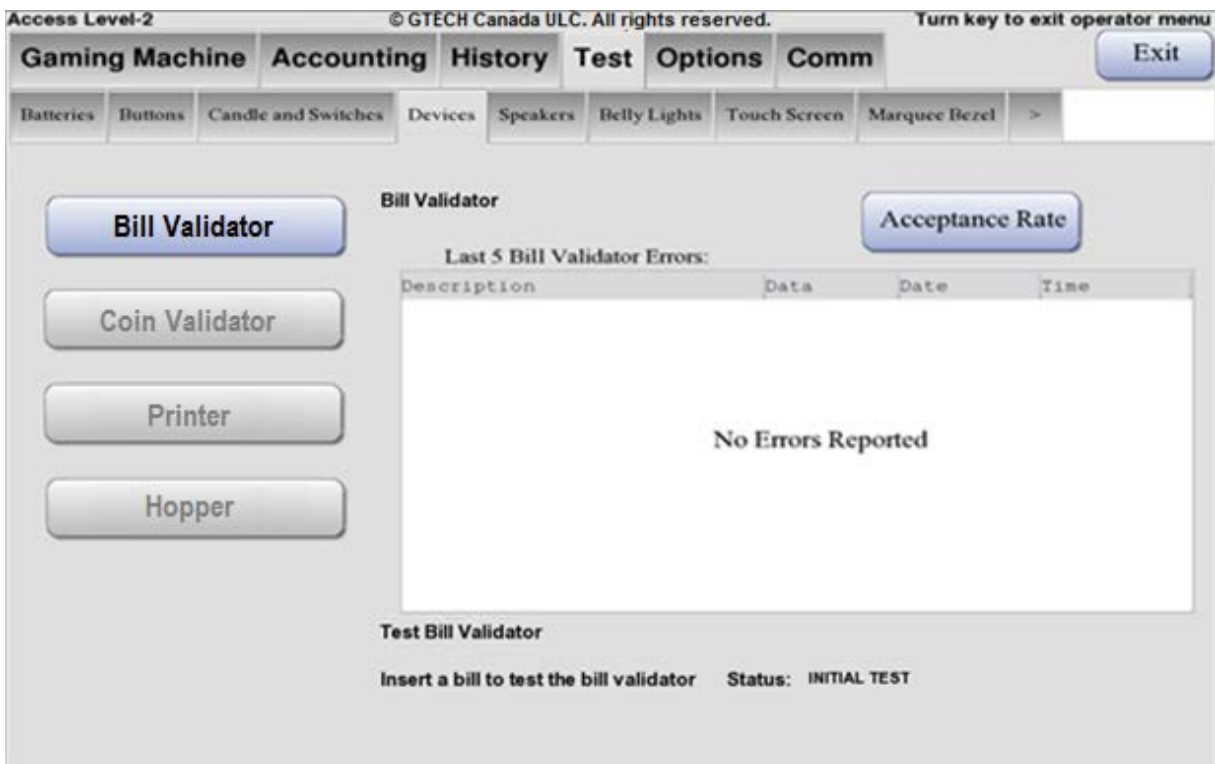 Access Level-2 © GTECH Canada ULC. All rights reserved. Turn key to exit operator menu
Gaming Machine Accounting History Test Options Comm Exit
Batteries Buttons Candle and Switches Devices Speakers Belly Lights Touch Screen Marquee Bezel >
Bill Validator
Coin Validator
Printer
Hopper
Bill Validator
Acceptance Rate
Last 5 Bill Validator Errors:
Description Data Date Time
No Errors Reported
Test Bill Validator
Insert a bill to test the bill validator Status: INITIAL TEST